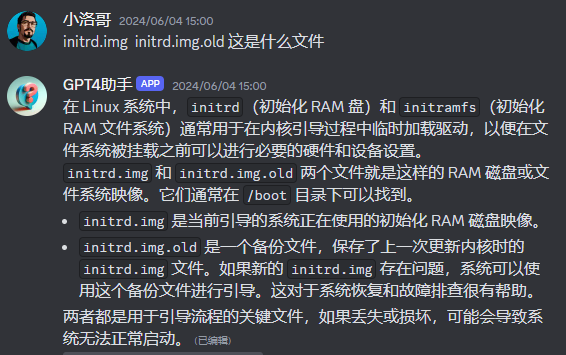 小洛哥 2024/06/04 15:00
initrd.img initrd.img.old 这是什么文件
GPT4助手 APP 2024/06/04 15:00
在 Linux 系统中，initrd（初始化 RAM 盘）和 initramfs（初始化
RAM 文件系统）通常用于在内核引导过程中临时加载驱动，以便在文
件系统被挂载之前可以进行必要的硬件和设备设置。
initrd.img 和 initrd.img.old 两个文件就是这样的 RAM 磁盘或文
件系统映像。它们通常在 /boot 目录下可以找到。
• initrd.img 是当前引导的系统正在使用的初始化 RAM 磁盘映像。
• initrd.img.old 是一个备份文件，保存了上一次更新内核时的
initrd.img 文件。如果新的 initrd.img 存在问题，系统可以使
用这个备份文件进行引导。这对于系统恢复和故障排查很有帮助。
两者都是用于引导流程的关键文件，如果丢失或损坏，可能会导致系
统无法正常启动。(已编辑)